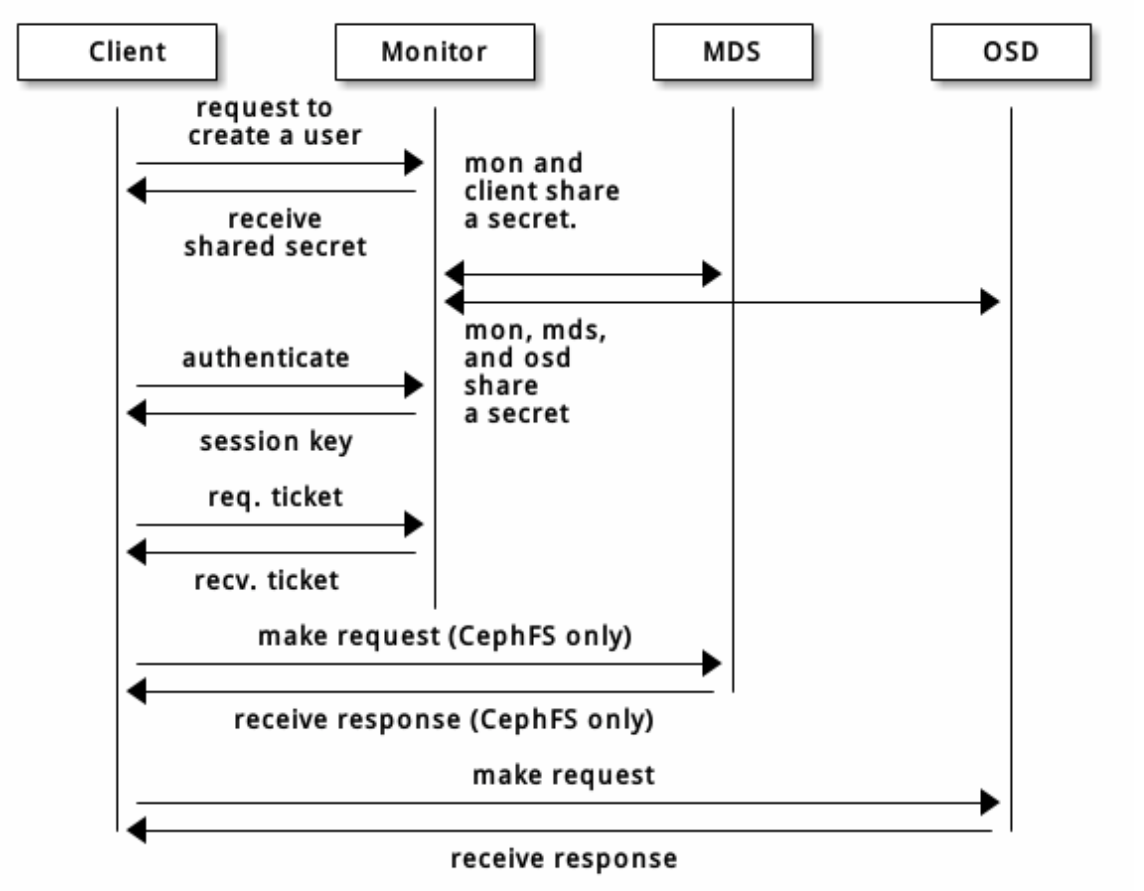 Client
Monitor
MDS
OSD
request to
create a user
mon and
client share
a secret.
receive
shared secret
mon, mds,
and osd
share
a secret
authenticate
session key
req. ticket
recv. ticket
make request (CephFS only)
receive response (CephFS only)
make request
receive response